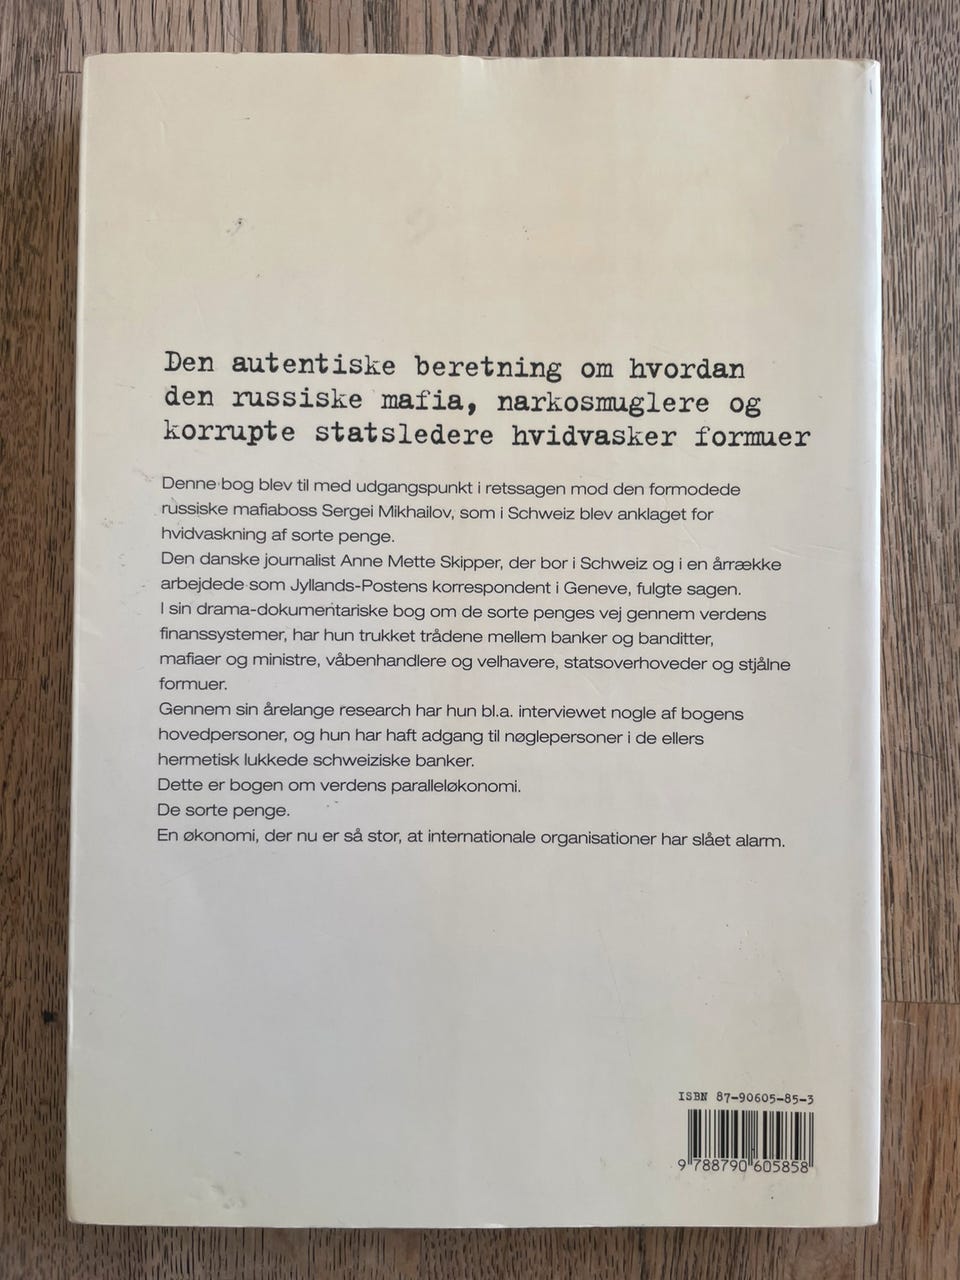 Den autentiske beretning om hvordan
den russiske mafia, narkosmuglere og
korrupte statsledere hvidvasker formuer
Denne bog blev til med udgangspunkt i retssagen mod den formodede
russiske mafiaboss Sergei Mikhailov, som i Schweiz blev anklaget for
hvidvaskning af sorte penge.
Den danske journalist Anne Mette Skipper, der bor i Schweiz og i en årrække
arbejdede som Jyllands-Postens korrespondent i Geneve, fulgte sagen.
I sin drama-dokumentariske bog om de sorte penges vej gennem verdens
finanssystemer, har hun trukket trådene mellem banker og banditter,
mafiaer og ministre, våbenhandlere og velhavere, statsoverhoveder og stjålne
formuer.
Gennem sin årelange research har hun bl.a. interviewet nogle af bogens
hovedpersoner, og hun har haft adgang til nøglepersoner i de ellers
hermetisk lukkede schweiziske banker.
Dette er bogen om verdens paralleløkonomi.
De sorte penge.
En økonomi, der nu er så stor, at internationale organisationer har slået alarm.
ISBN 87-90605-85-3
9 788790 605858